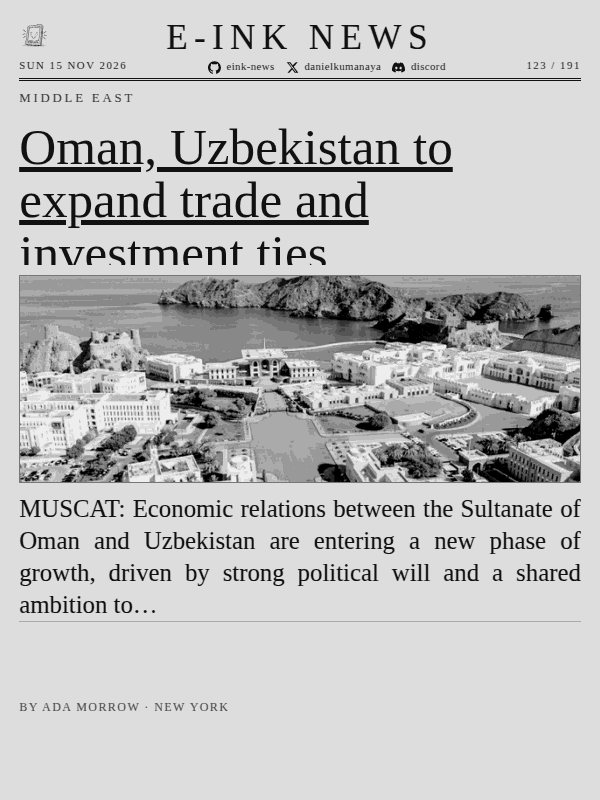 E-INK NEWS
SUN 15 NOV 2026
eink-news
danielkumanaya
discord
123 / 191
MIDDLE EAST
Oman, Uzbekistan to
expand trade and
investment ties
MUSCAT: Economic relations between the Sultanate of
Oman and Uzbekistan are entering a new phase of
growth, driven by strong political will and a shared
ambition to…
BY ADA MORROW · NEW YORK